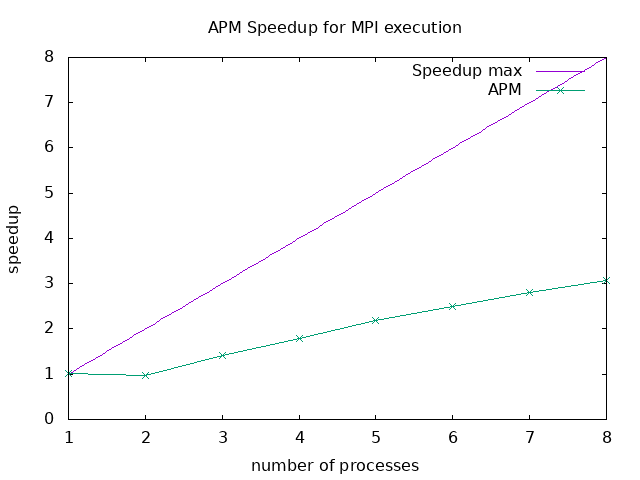 APM Speedup for MPI execution
Speedup max
APM
8
7
6
5
4
3
2
1
0
speedup
1 2 3 4 5 6 7 8
number of processes